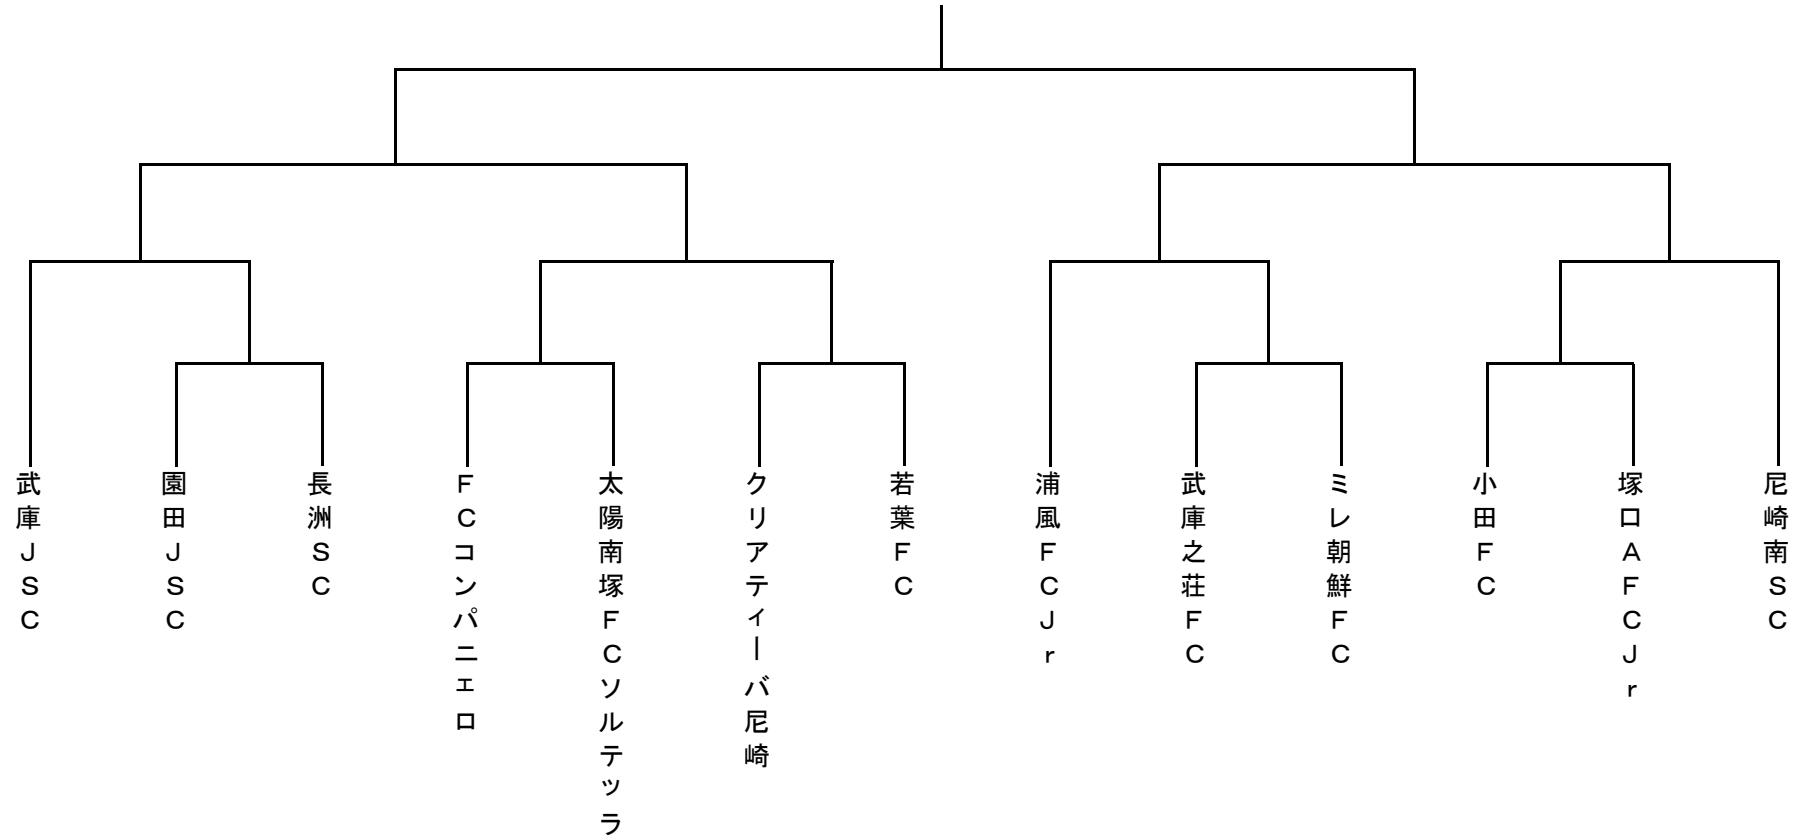 武庫JSC
園田JSC
長洲SC
FCコンパニェロ
太陽南塚FCソルテッラ
クリアティーバ尼崎
若葉FC
浦風FCJr
武庫之荘FC
ミレ朝鮮FC
小田FC
塚口AFCJr
尼崎南SC